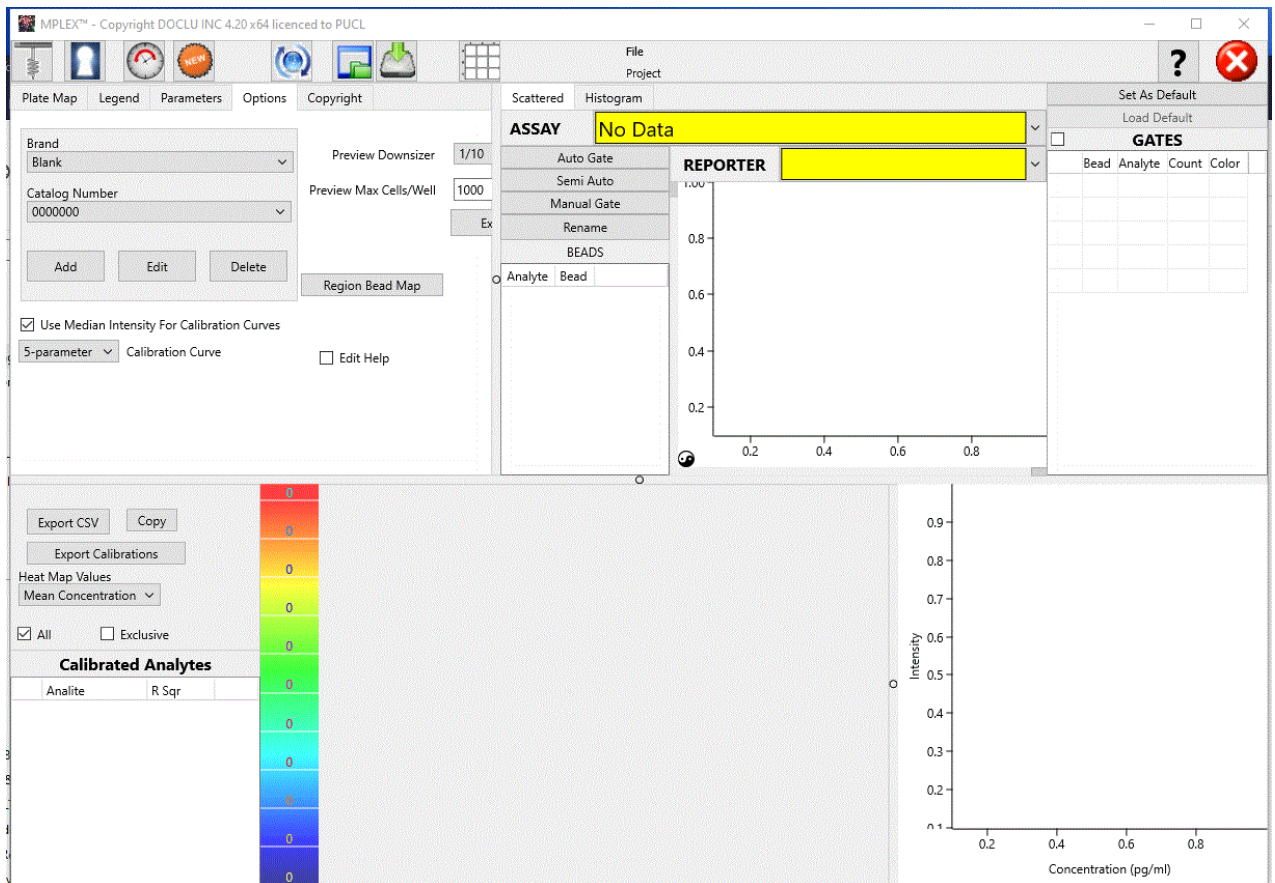 MPLEX™ - Copyright DOCLU INC 4.20 x64 licenced to PUCL
NEW
File
Project
?
Plate Map Legend Parameters Options Copyright
Brand
Blank
Catalog Number
0000000
Add Edit Delete
Preview Downsizer 1/10
Preview Max Cells/Well 1000
Ex
Region Bead Map
Use Median Intensity For Calibration Curves
5-parameter Calibration Curve
Edit Help
Scattered Histogram
ASSAY No Data
Auto Gate
Semi Auto
Manual Gate
Rename
BEADS
Analyte Bead
REPORTER
1.00
0.8
0.6
0.4
0.2
0.2 0.4 0.6 0.8
Set As Default
Load Default
GATES
Bead Analyte Count Color
Export CSV Copy
Export Calibrations
Heat Map Values
Mean Concentration
All Exclusive
Calibrated Analytes
Analite R Sqr
0
0
0
0
0
0
0
0
0
0
0
Intensity
0.9
0.8
0.7
0.6
0.5
0.4
0.3
0.2
0.1
0.2 0.4 0.6 0.8
Concentration (pg/ml)